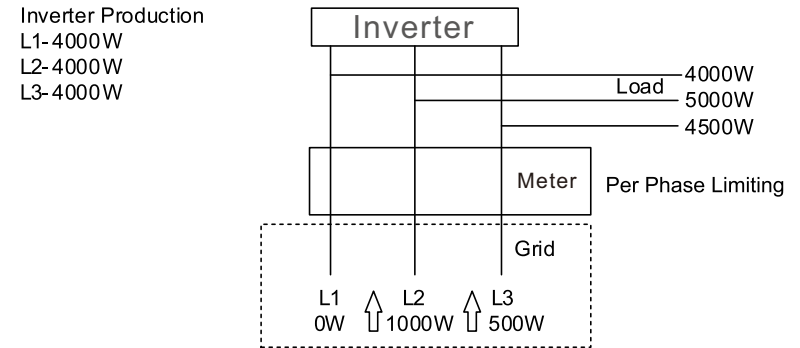 Inverter Production
L1-4000W
L2-4000W
L3-4000W
Inverter
4000W
Load
5000W
4500W
Meter
Per Phase Limiting
Grid
L1 L2 L3
0W 1000W 500W